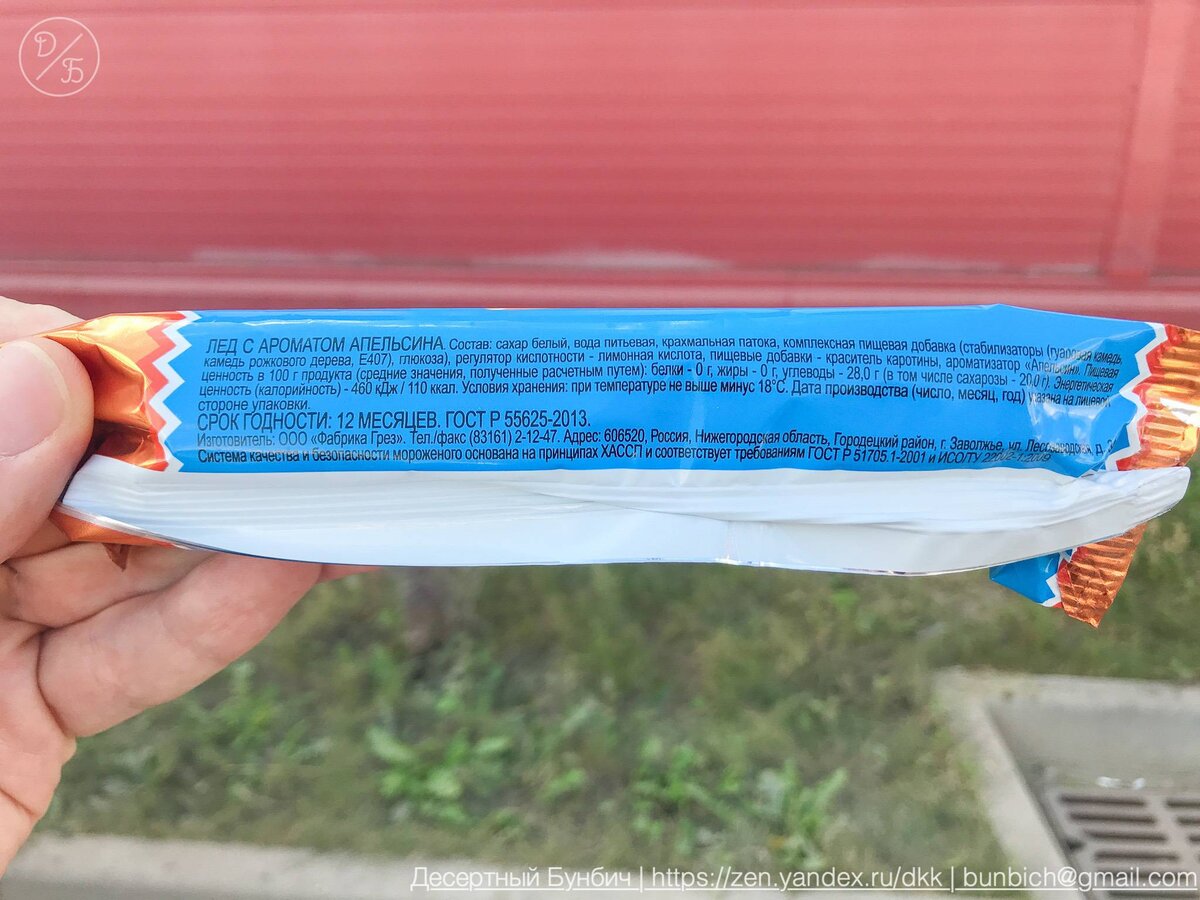 Д/Б
ЛЕД С АРОМАТОМ АПЕЛЬСИНА. Состав: сахар белый, вода питьевая, крахмальная патока, комплексная пищевая добавка (стабилизаторы (гуаровая камедь,
камедь рожкового дерева, Е407), глюкоза), регулятор кислотности - лимонная кислота, пищевые добавки - краситель каротины, ароматизатор «Апельсин». Пищевая
ценность в 100 г продукта (средние значения, полученные расчетным путем): белки - 0 г, жиры - 0 г, углеводы - 28,0 г (в том числе сахарозы - 20,0 г). Энергетическая
ценность (калорийность) - 460 кДж / 110 ккал. Условия хранения: при температуре не выше минус 18°С. Дата производства (число, месяц, год) указана на лицевой
стороне упаковки.
СРОК ГОДНОСТИ: 12 МЕСЯЦЕВ. ГОСТ Р 55625-2013.
Изготовитель: ООО «Фабрика Грез». Тел./факс (83161) 2-12-47. Адрес: 606520, Россия, Нижегородская область, Городецкий район, г. Заволжье, ул. Лесозаводская, д.
Система качества и безопасности мороженого основана на принципах ХАССП и соответствует требованиям ГОСТ Р 51705.1-2001 и ИСО/ТУ
Десертный Бунбич | https://zen.yandex.ru/dkk | bunbich@gmail.com